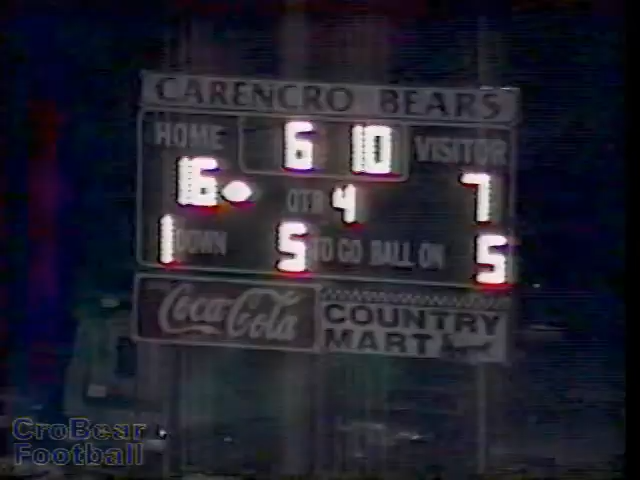 CARENCRO BEARS
HOME 6 10 VISITOR
16 QTR 4 7
1 DOWN 5 TO GO BALL ON 5
Coca-Cola
COUNTRY
MART
CroBear
Football